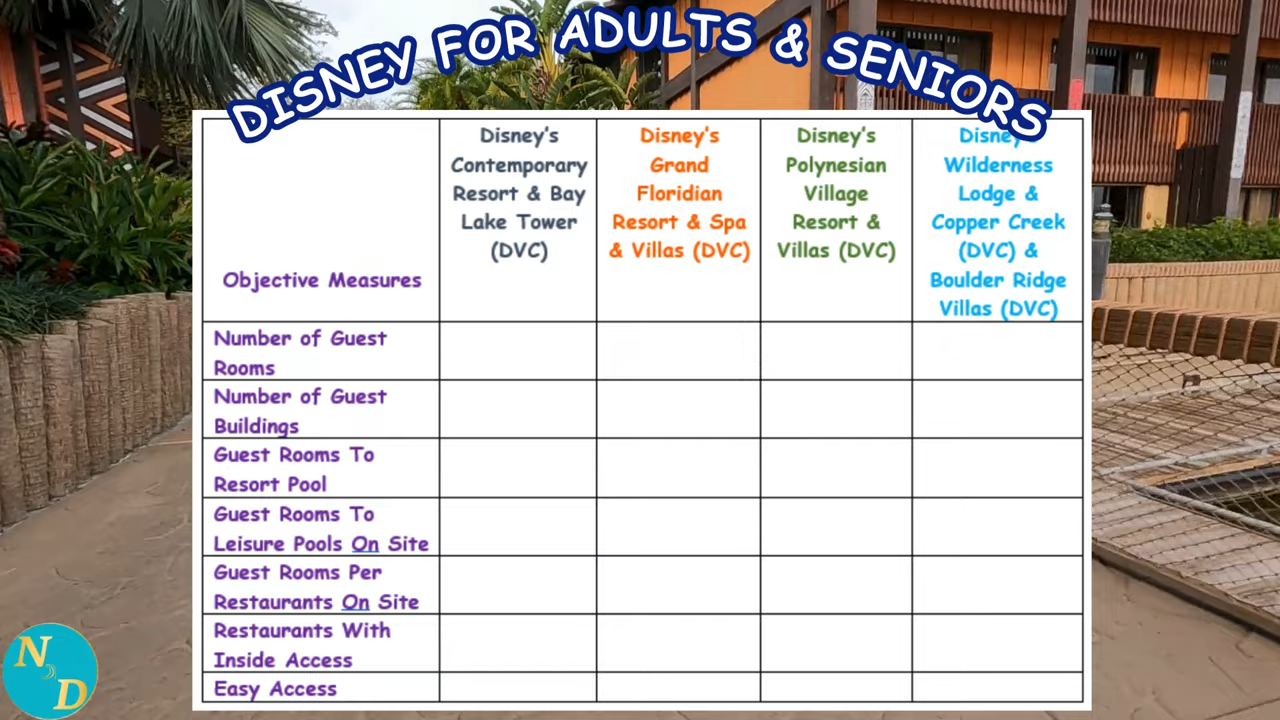 DISNEY FOR ADULTS & SENIORS
Disney's
Contemporary
Resort & Bay
Lake Tower
(DVC)
Disney's
Grand
Floridian
Resort & Spa
& Villas (DVC)
Disney's
Polynesian
Village
Resort &
Villas (DVC)
Disney
Wilderness
Lodge &
Copper Creek
(DVC) &
Boulder Ridge
Villas (DVC)
Objective Measures
Number of Guest
Rooms
Number of Guest
Buildings
Guest Rooms To
Resort Pool
Guest Rooms To
Leisure Pools On Site
Guest Rooms Per
Restaurants On Site
Restaurants With
Inside Access
Easy Access
N
D